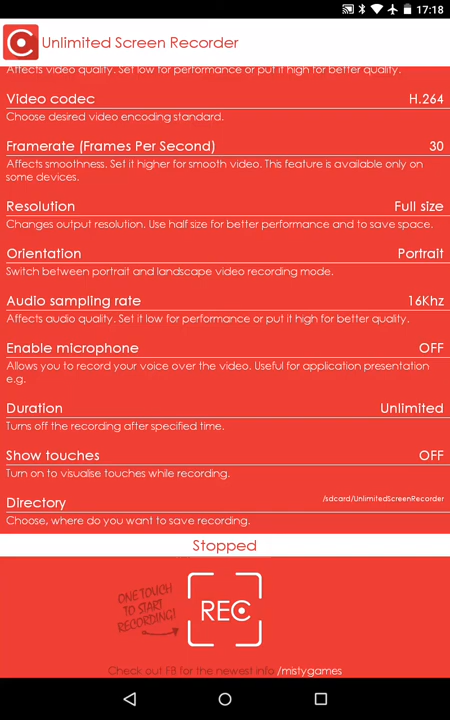 17:18
Unlimited Screen Recorder
Affects video quality. Set low for performance or put it high for better quality.
Video codec H.264
Choose desired video encoding standard.
Framerate (Frames Per Second) 30
Affects smoothness. Set it higher for smooth video. This feature is available only on
some devices.
Resolution Full size
Changes output resolution. Use half size for better performance and to save space.
Orientation Portrait
Switch between portrait and landscape video recording mode.
Audio sampling rate 16Khz
Affects audio quality. Set it low for performance or put it high for better quality.
Enable microphone OFF
Allows you to record your voice over the video. Useful for application presentation
e.g.
Duration Unlimited
Turns off the recording after specified time.
Show touches OFF
Turn on to visualise touches while recording.
Directory /sdcard/UnlimitedScreenRecorder
Choose, where do you want to save recording.
Stopped
ONE TOUCH
TO START
RECORDING!
REC
Check out FB for the newest info /mistygames